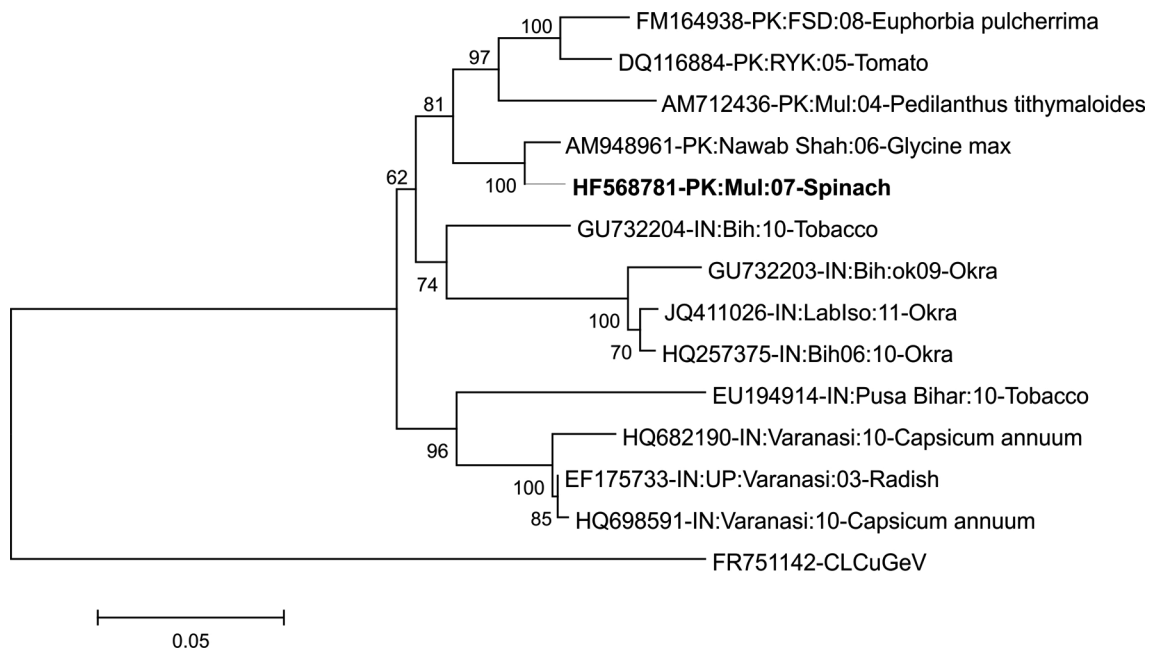 FM164938-PK:FSD:08-Euphorbia pulcherrima
100
DQ116884-PK:RYK:05-Tomato
97
AM712436-PK:Mul:04-Pedilanthus tithymaloides
81
AM948961-PK:Nawab Shah:06-Glycine max
100
HF568781-PK:Mul:07-Spinach
62
GU732204-IN:Bih:10-Tobacco
74
GU732203-IN:Bih:ok09-Okra
JQ411026-IN:LabIso:11-Okra
100
HQ257375-IN:Bih06:10-Okra
70
EU194914-IN:Pusa Bihar:10-Tobacco
96
HQ682190-IN:Varanasi:10-Capsicum annuum
EF175733-IN:UP:Varanasi:03-Radish
100
HQ698591-IN:Varanasi:10-Capsicum annuum
85
FR751142-CLCuGeV
0.05